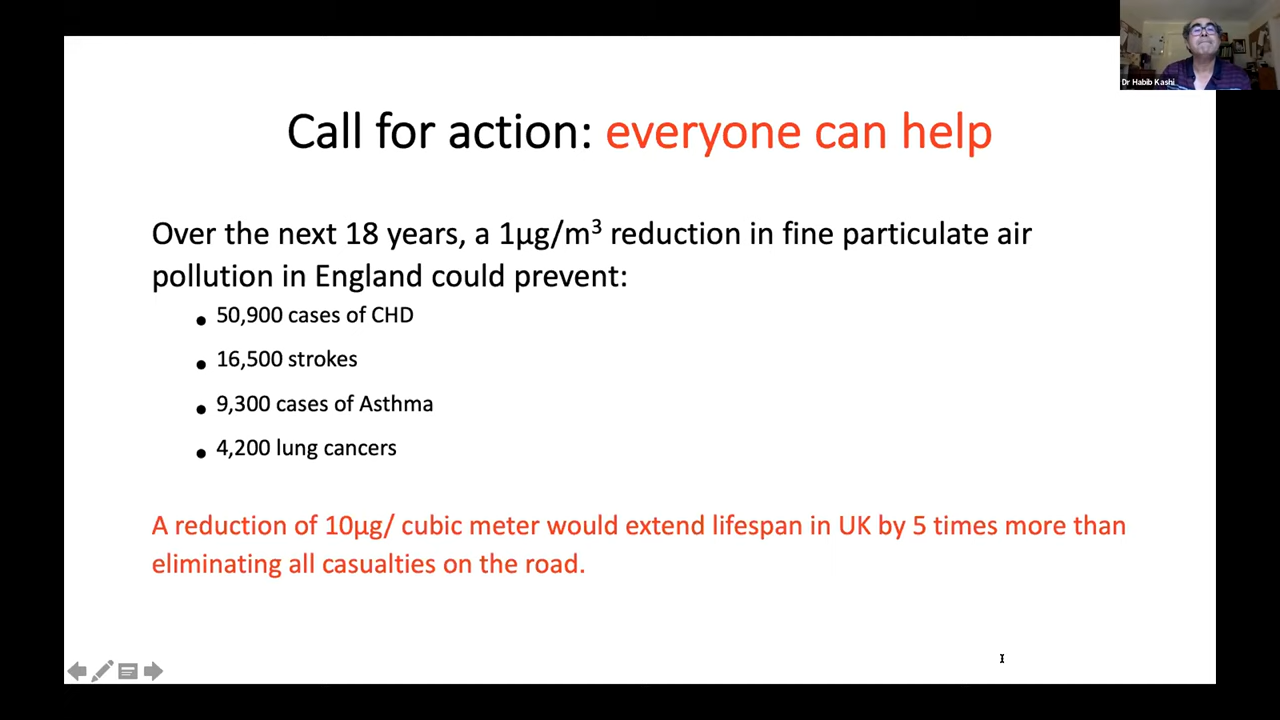 Dr Habib Kashi
Call for action: everyone can help
Over the next 18 years, a 1µg/m³ reduction in fine particulate air
pollution in England could prevent:
• 50,900 cases of CHD
• 16,500 strokes
• 9,300 cases of Asthma
• 4,200 lung cancers
A reduction of 10µg/ cubic meter would extend lifespan in UK by 5 times more than
eliminating all casualties on the road.